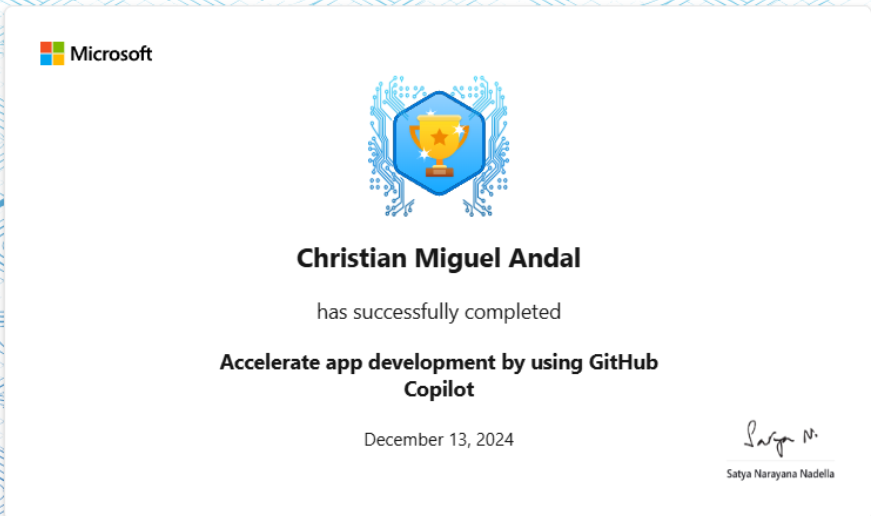 Microsoft
Christian Miguel Andal
has successfully completed
Accelerate app development by using GitHub
Copilot
December 13, 2024
Satya N.
Satya Narayana Nadella